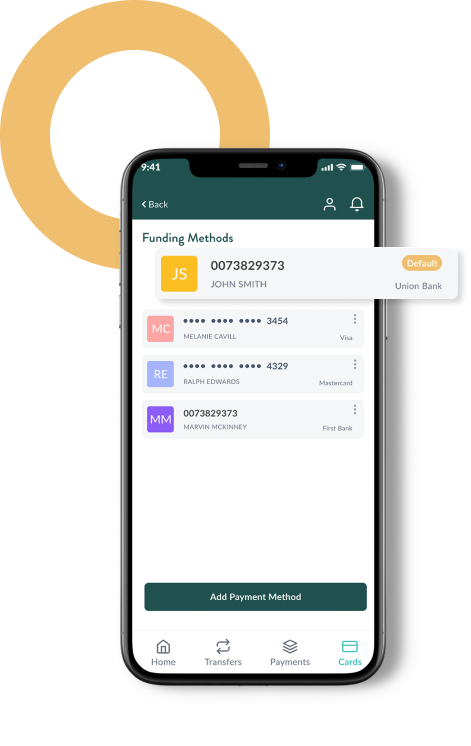 9:41
Back
Funding Methods
JS
0073829373
Default
JOHN SMITH
Union Bank
MC
•••• •••• •••• 3454
MELANIE CAVILL
Visa
RE
•••• •••• •••• 4329
RALPH EDWARDS
Mastercard
MM
0073829373
MARVIN MCKINNEY
First Bank
Add Payment Method
Home
Transfers
Payments
Cards